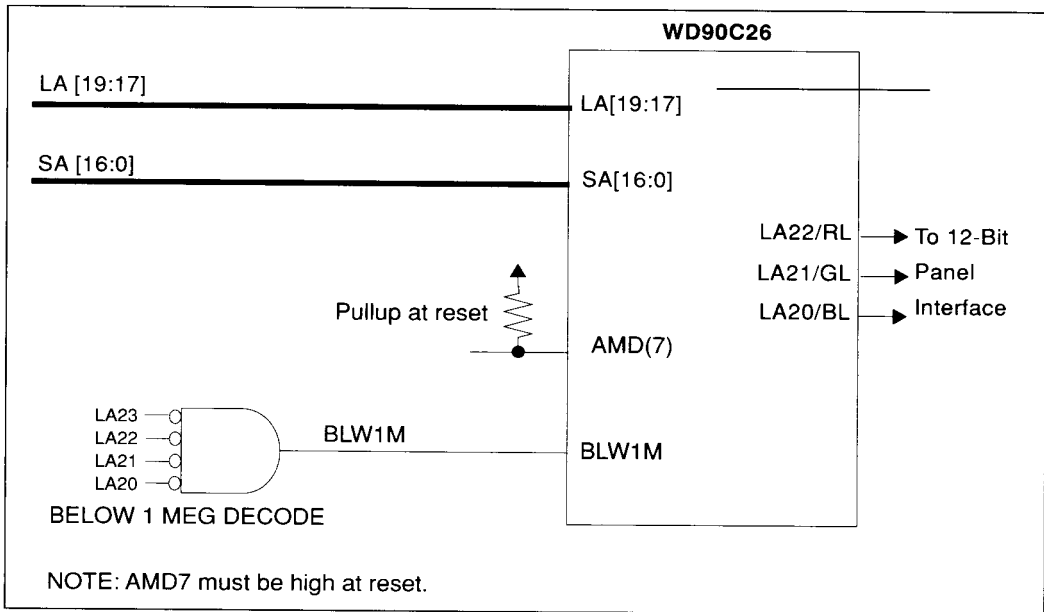 WD90C26
LA [19:17]
LA[19:17]
SA [16:0]
SA[16:0]
LA22/RL
To 12-Bit
LA21/GL
Panel
LA20/BL
Interface
Pullup at reset
AMD(7)
LA23
LA22
LA21
LA20
BLW1M
BLW1M
BELOW 1 MEG DECODE
NOTE: AMD7 must be high at reset.